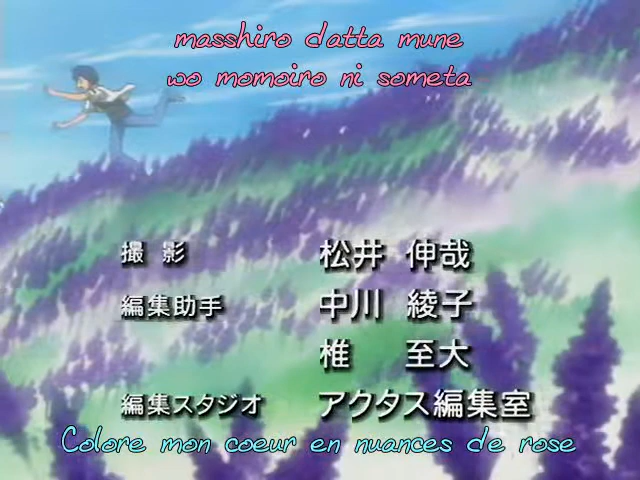 masshiro datta mune
wo momoiro ni someta
撮影 松井 伸哉
編集助手 中川 綾子
椎 至大
編集スタジオ アクタス編集室
Colore mon coeur en nuances de rose